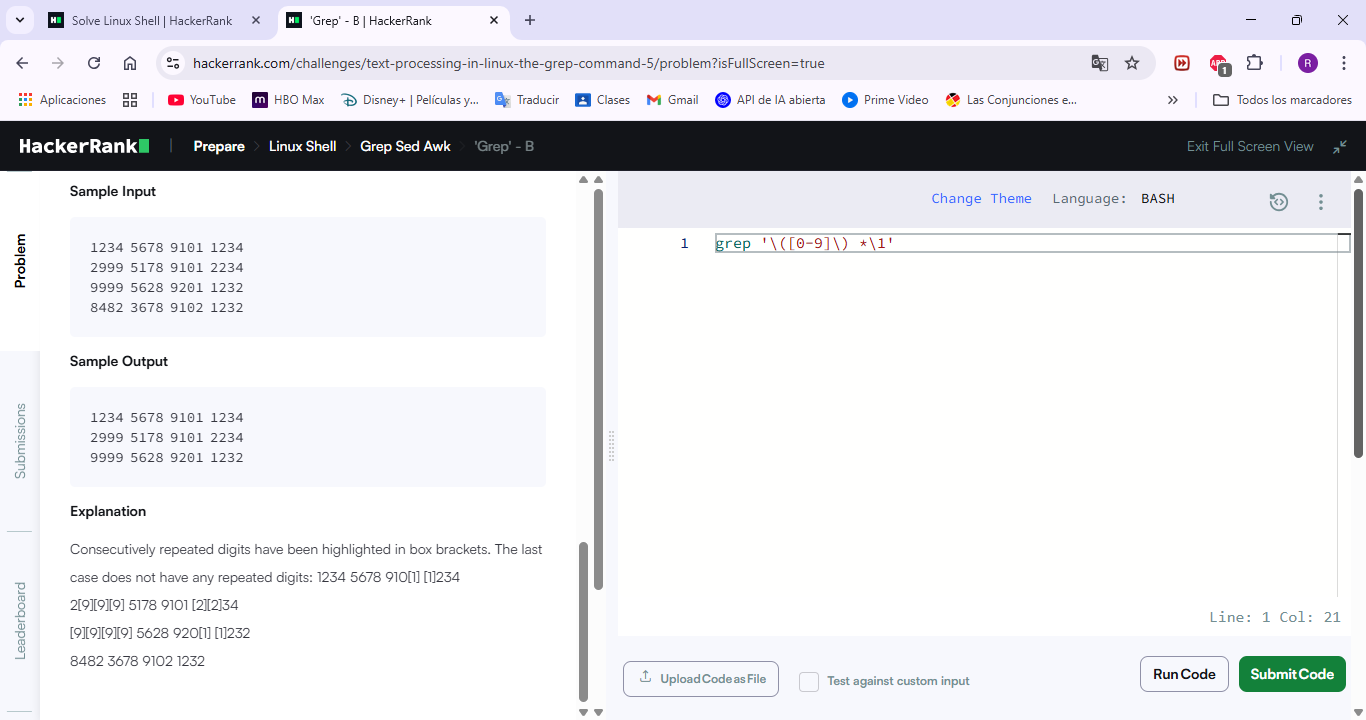 Solve Linux Shell | HackerRank
'Grep' - B | HackerRank
hackerrank.com/challenges/text-processing-in-linux-the-grep-command-5/problem?isFullScreen=true
1
R
Aplicaciones
YouTube
HBO Max
Disney+ | Películas y...
Traducir
Clases
Gmail
API de IA abierta
Prime Video
Las Conjunciones e...
Todos los marcadores
HackerRank
Prepare
Linux Shell
Grep Sed Awk
'Grep' - B
Exit Full Screen View
Problem
Submissions
Leaderboard
Sample Input
1234 5678 9101 1234
2999 5178 9101 2234
9999 5628 9201 1232
8482 3678 9102 1232
Sample Output
1234 5678 9101 1234
2999 5178 9101 2234
9999 5628 9201 1232
Explanation
Consecutively repeated digits have been highlighted in box brackets. The last
case does not have any repeated digits: 1234 5678 910[1] [1]234
2[9][9][9] 5178 9101 [2][2]34
[9][9][9][9] 5628 920[1] [1]232
8482 3678 9102 1232
Change Theme
Language: BASH
1 grep '\([0-9]\) *\1'
Line: 1 Col: 21
Upload Code as File
Test against custom input
Run Code
Submit Code